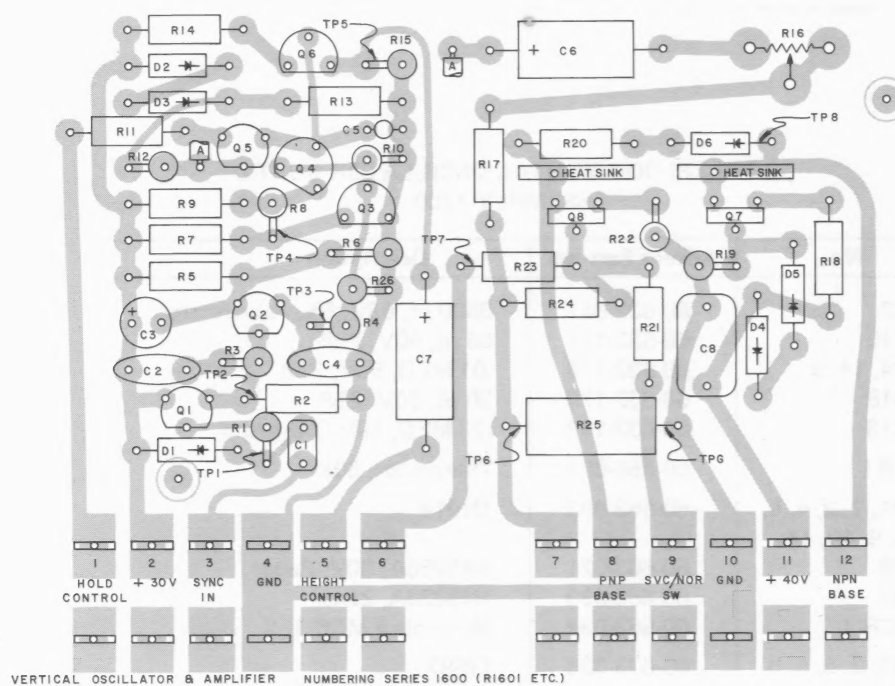 R14
TP5
R15
R16
Q6
D2
A
+
C6
D3
R13
R11
C5
R17
R20
D6
TP8
A
Q5
R12
Q4
R10
HEAT SINK
HEAT SINK
R9
R8
Q3
Q8
Q7
R7
R6
TP4
TP7
R22
R18
R5
R26
R23
R19
D5
TP3
+
C3
Q2
R4
+
C7
R24
R21
C8
D4
C2
R3
C4
TP2
R2
Q1
R1
C1
R25
D1
TP1
TP6
TPG
1
2
3
4
5
6
7
8
9
10
11
12
HOLD CONTROL
+ 30V
SYNC IN
GND
HEIGHT CONTROL
PNP BASE
SVC/NOR SW
GND
+ 40V
NPN BASE
VERTICAL OSCILLATOR & AMPLIFIER NUMBERING SERIES 1600 (R1601 ETC.)